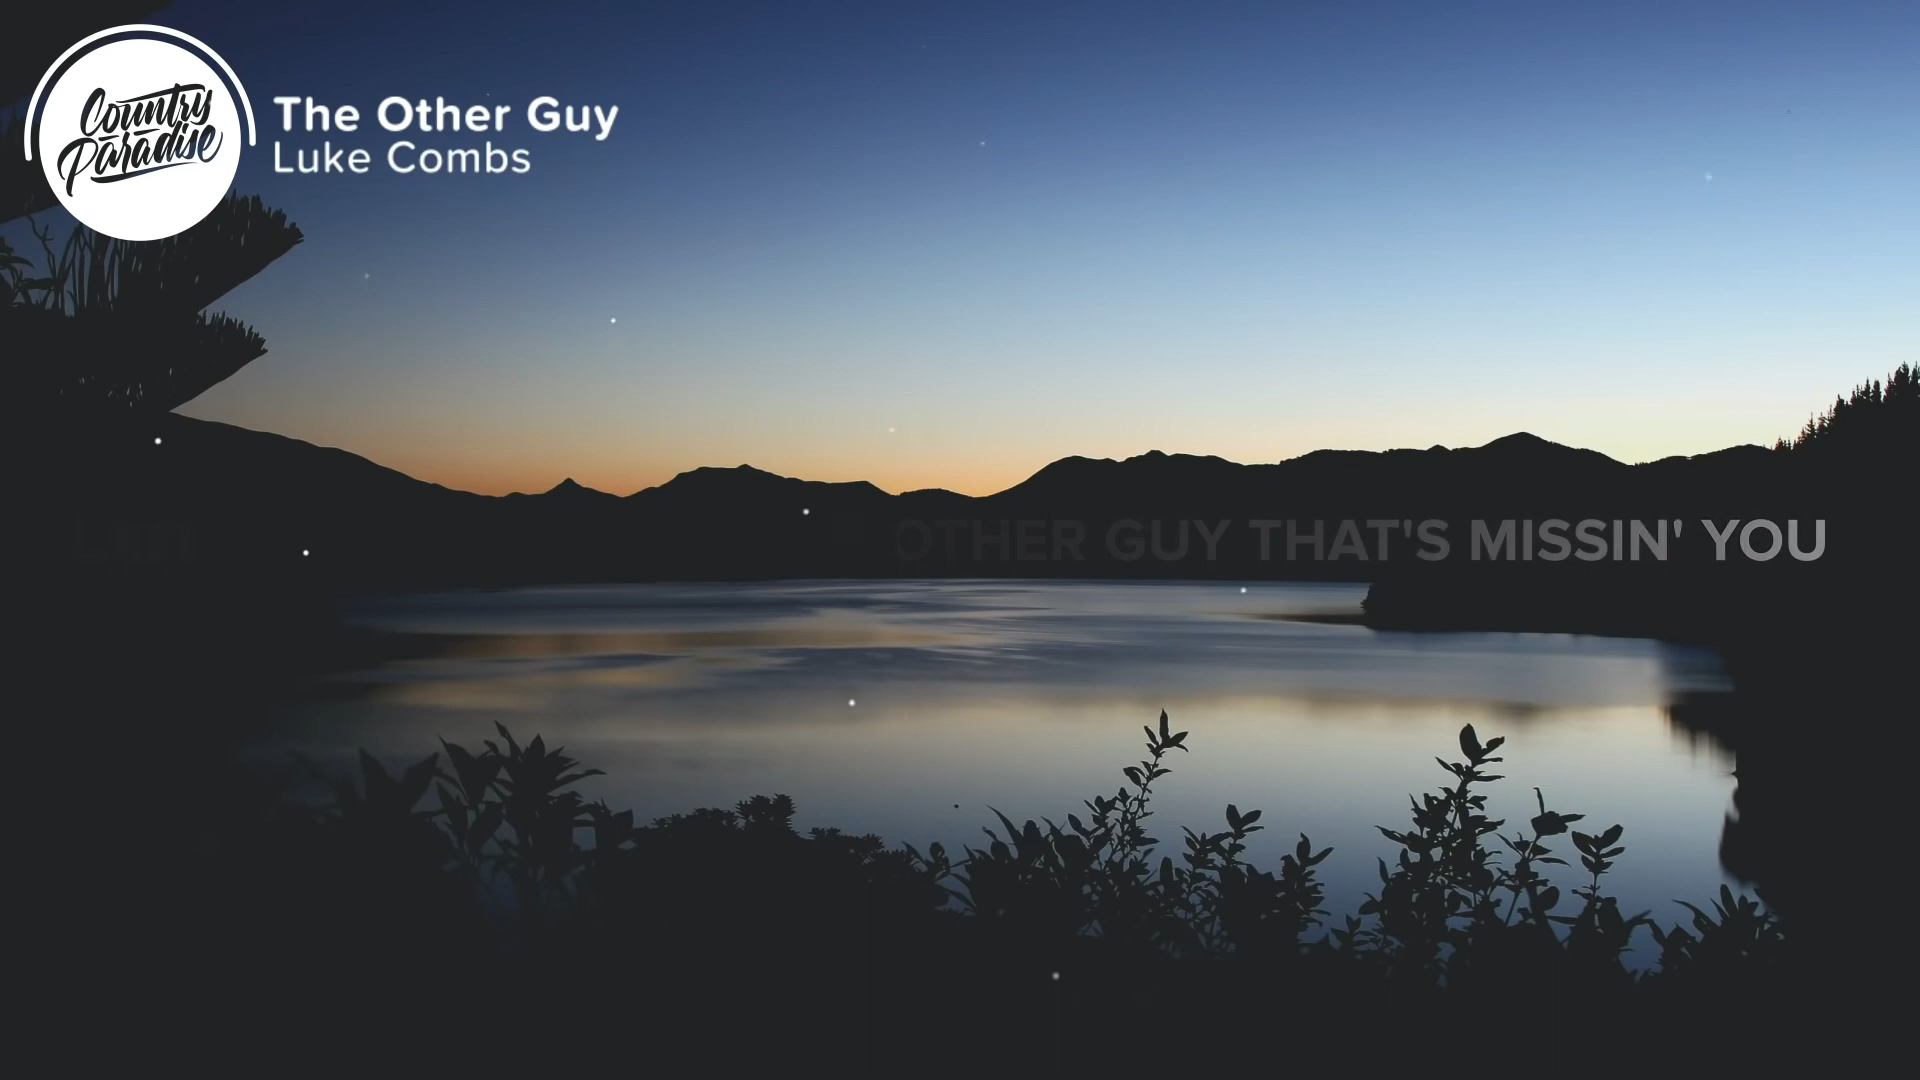 Country
Paradise
The Other Guy
Luke Combs
OTHER GUY THAT'S MISSIN' YOU